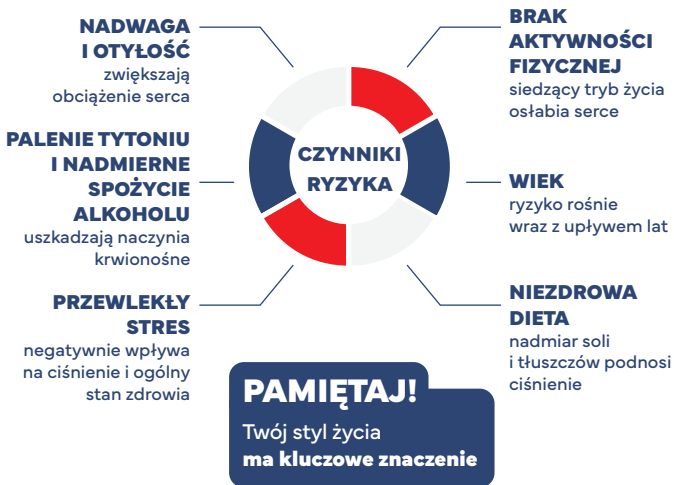 NADWAGA
I OTYŁOŚĆ
zwiększają
obciążenie serca
PALENIE TYTONIU
I NADMIERNE
SPOŻYCIE
ALKOHOLU
uszkadzają naczynia
krwionośne
PRZEWLEKŁY
STRES
negatywnie wpływa
na ciśnienie i ogólny
stan zdrowia
CZYNNIKI
RYZYKA
BRAK
AKTYWNOŚCI
FIZYCZNEJ
siedzący tryb życia
osłabia serce
WIEK
ryzyko rośnie
wraz z upływem lat
NIEZDROWA
DIETA
nadmiar soli
i tłuszczów podnosi
ciśnienie
PAMIĘTAJ!
Twój styl życia
ma kluczowe znaczenie